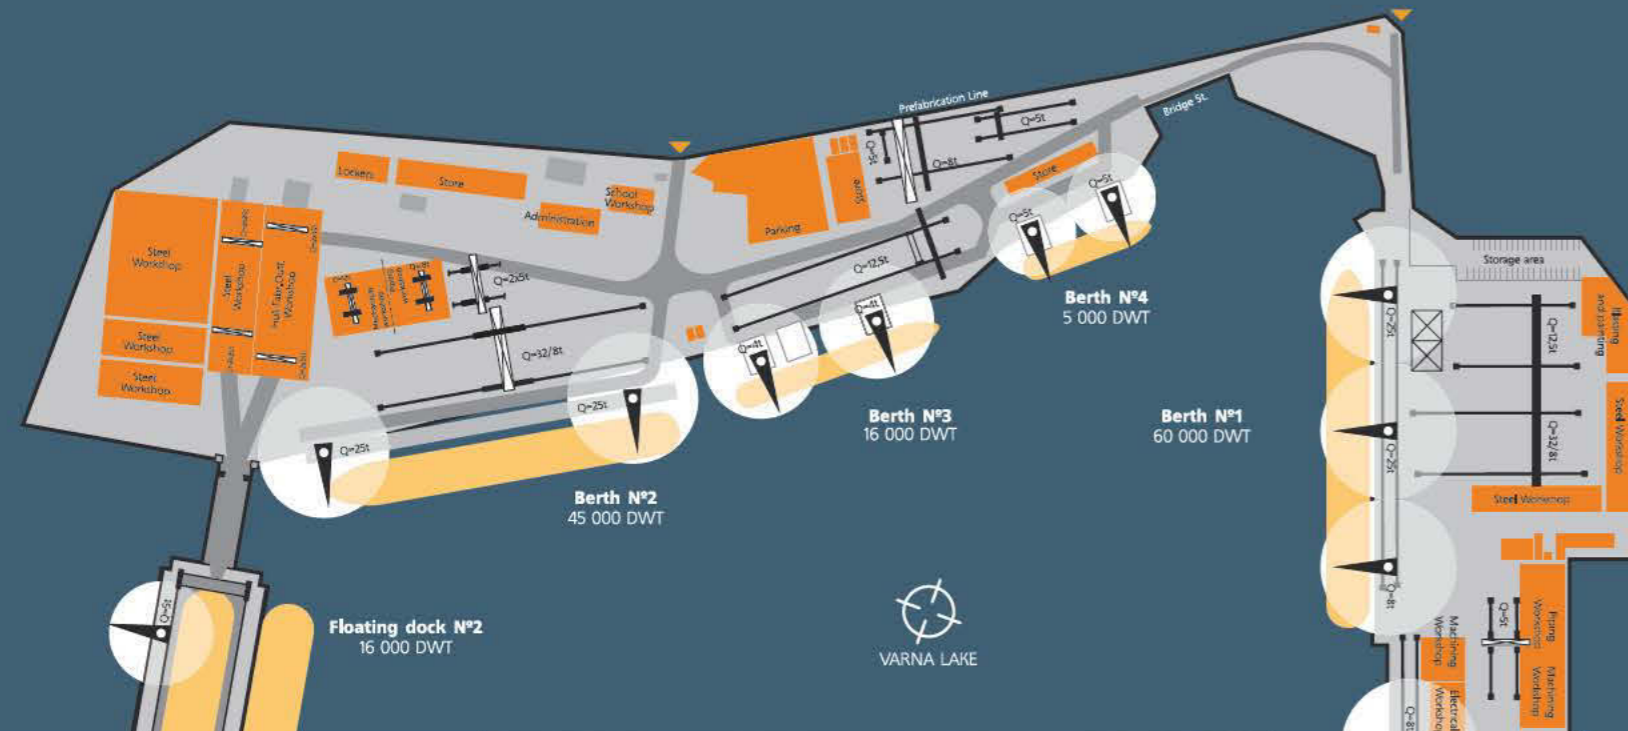 Prefabrication Line
Bridge St.
Q=5t
Q=5t
Q=8t
Store
Q=5t
Q=5t
Lockers
Store
School
Workshop
Administration
Parking
Store
Steel
Workshop
Steel
Workshop
Steel
Workshop
Steel
Workshop
Q=2x5t
Q=32/8t
Q=12,5t
Q=4t
Q=4t
Q=25t
Q=25t
Berth Nº4
5 000 DWT
Berth Nº3
16 000 DWT
Berth Nº2
45 000 DWT
Berth Nº1
60 000 DWT
Storage area
Q=25t
Q=12,5t
Q=25t
Q=32/8t
Steel Workshop
Steel Workshop
Q=8t
Q=5t
Floating dock Nº2
16 000 DWT
Q=5t
VARNA LAKE
Machining
Workshop
Piping
Workshop
Machining
Workshop
Electrical
Q=8t